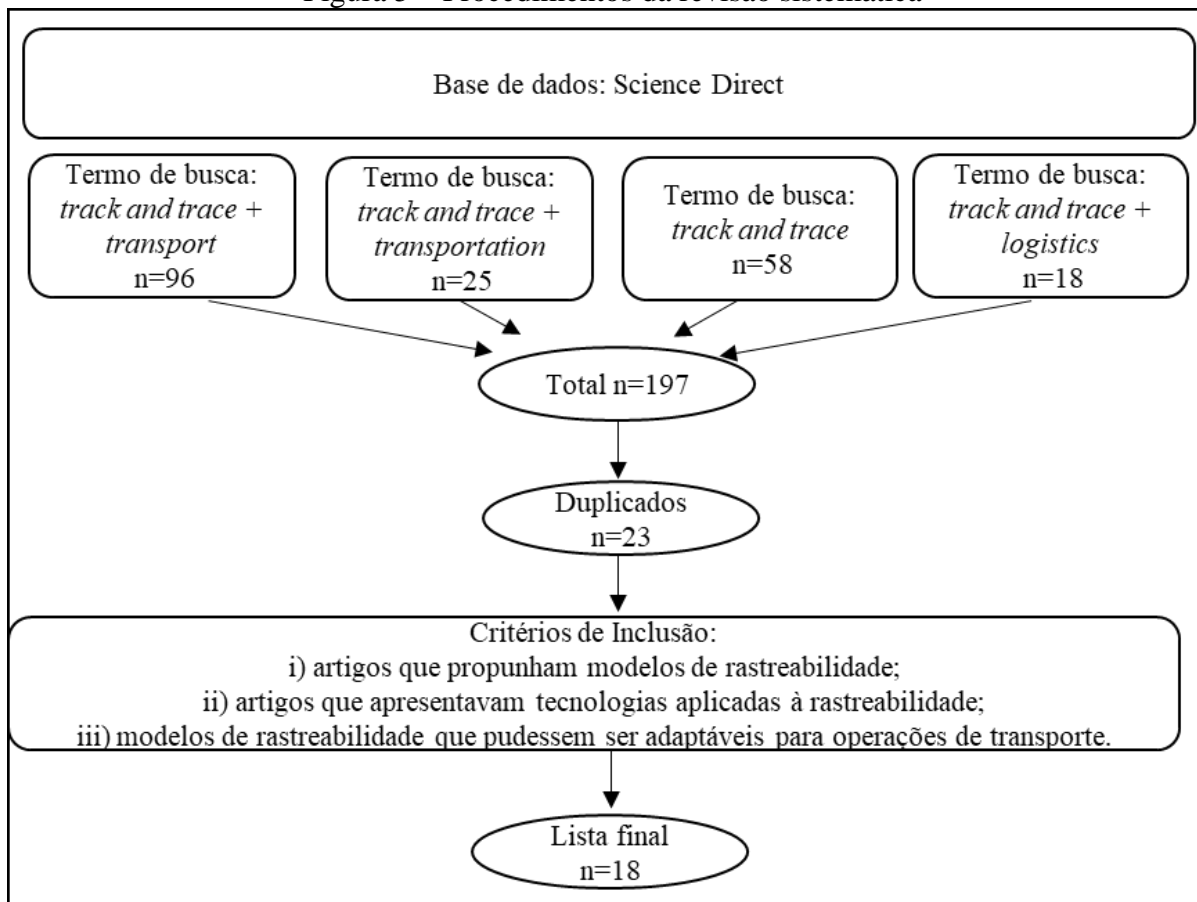 Figura 3 – Procedimentos da revisão sistemática
Base de dados: Science Direct
Termo de busca:
track and trace +
transport
n=96
Termo de busca:
track and trace +
transportation
n=25
Termo de busca:
track and trace
n=58
Termo de busca:
track and trace +
logistics
n=18
Total n=197
Duplicados
n=23
Critérios de Inclusão:
i) artigos que propunham modelos de rastreabilidade;
ii) artigos que apresentavam tecnologias aplicadas à rastreabilidade;
iii) modelos de rastreabilidade que pudessem ser adaptáveis para operações de transporte.
Lista final
n=18